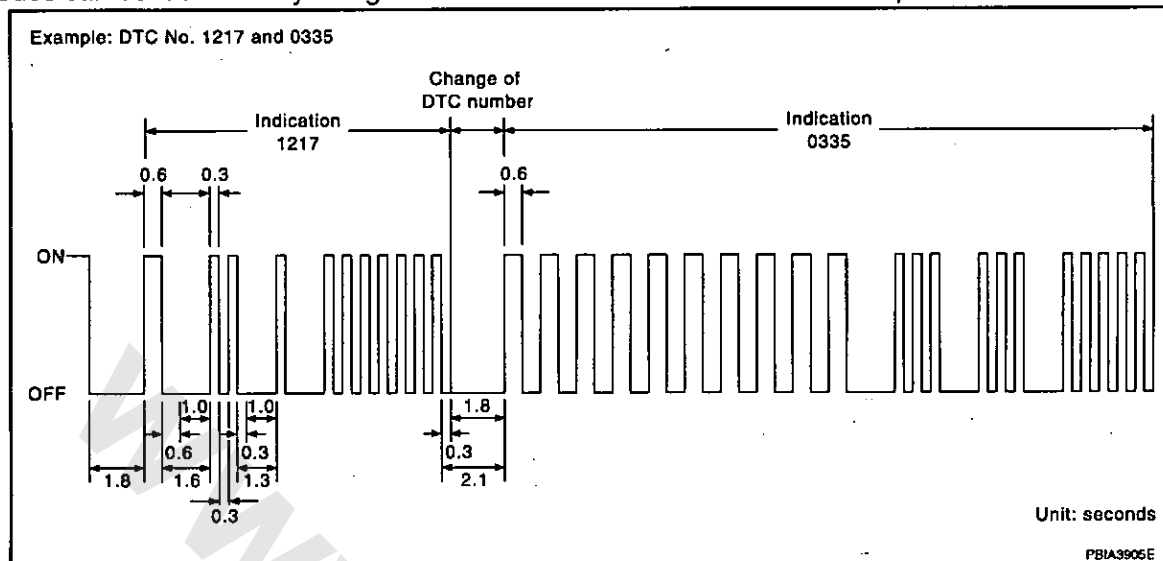 Example: DTC No. 1217 and 0335
Change of
DTC number
Indication
1217
Indication
0335
0.6 0.3 0.6
ON
OFF
1.0 1.0 1.8
0.6 0.3 0.3
1.8 1.6 1.3 2.1
0.3
Unit: seconds
PBIA3905E